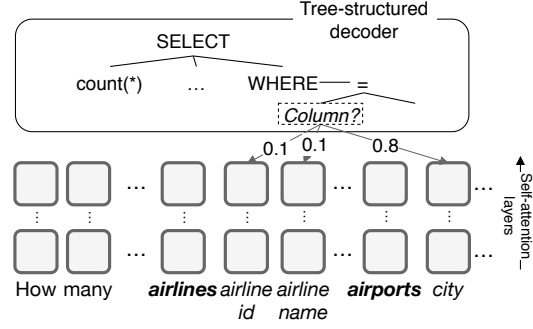 Tree-structured
decoder
SELECT
count(*) ... WHERE =
Column?
0.1 0.1 0.8
... ... ... ...
Self-attention
layers
... ... ... ...
How many airlines airline airline airports city
id name